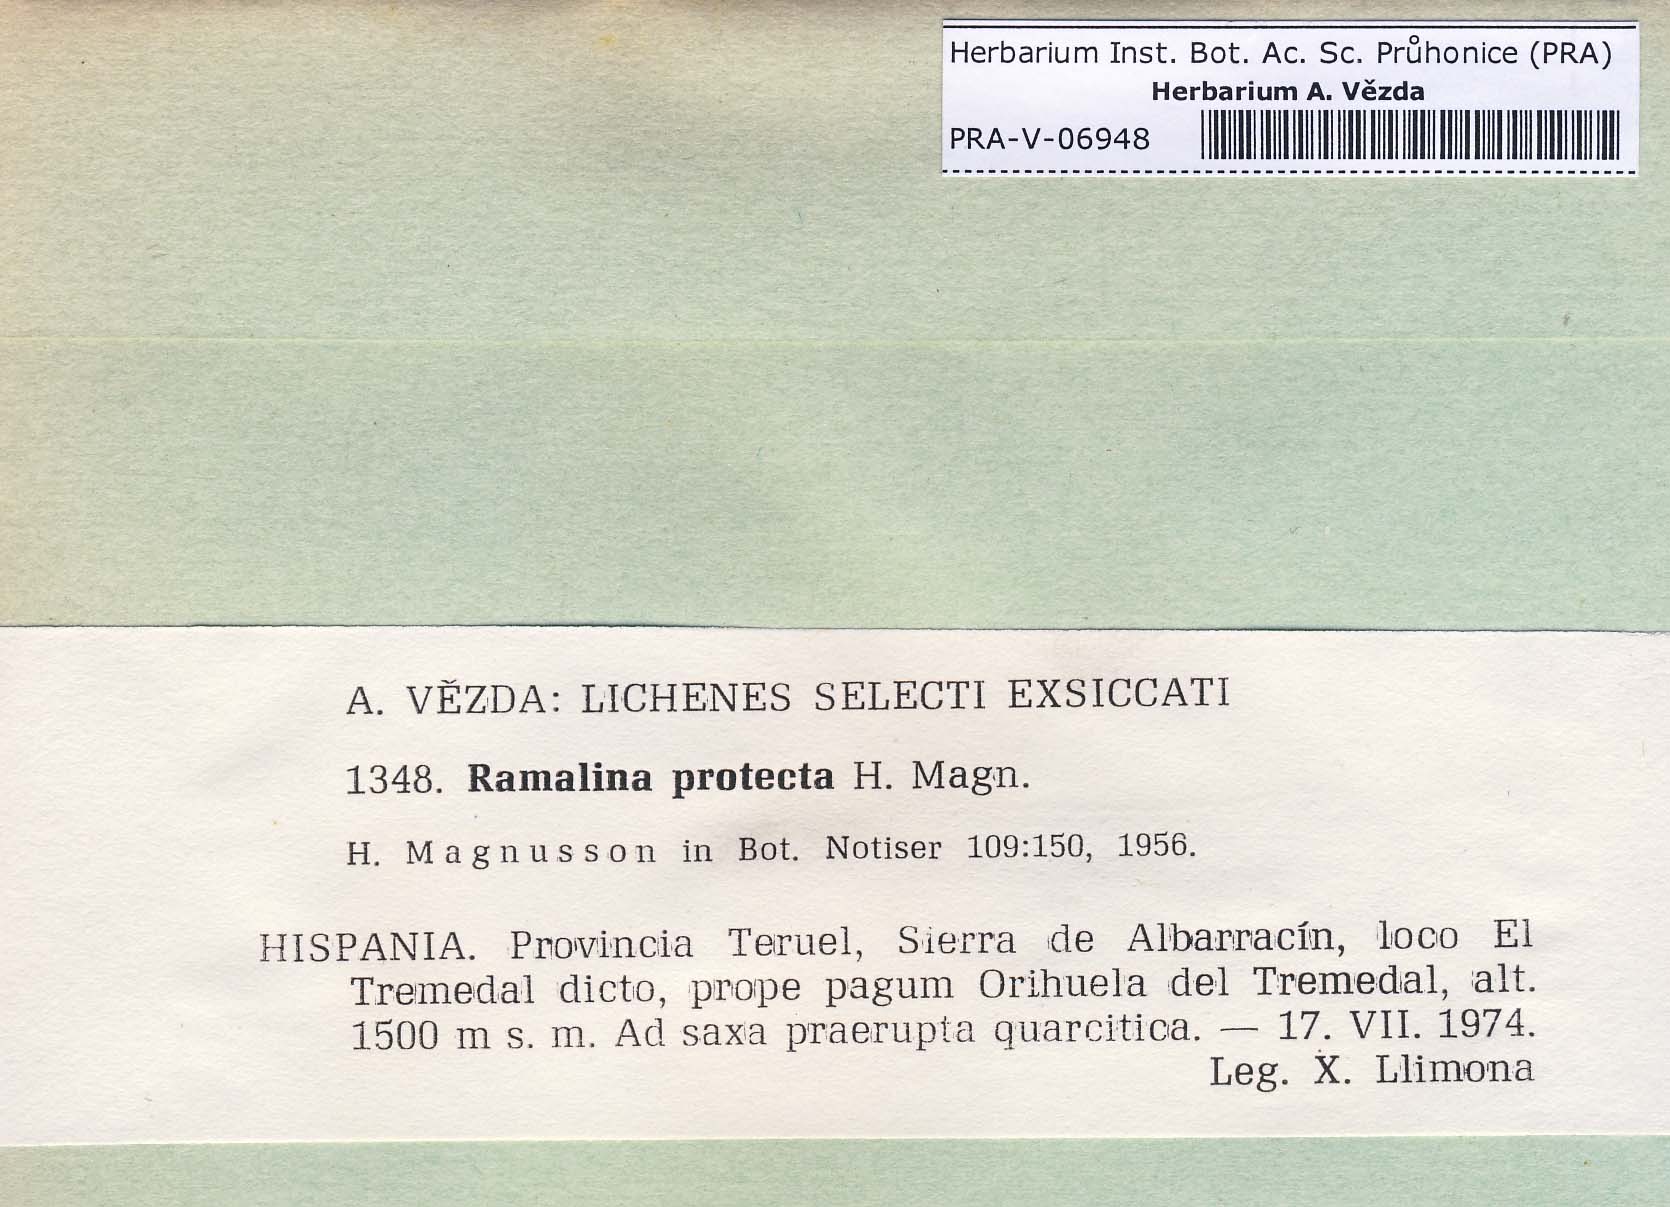 Herbarium Inst. Bot. Ac. Sc. Průhonice (PRA)
Herbarium A. Vězda
PRA-V-06948
A. VĚZDA: LICHENES SELECTI EXSICCATI
1348. Ramalina protecta H. Magn.
H. Magnusson in Bot. Notiser 109:150, 1956.
HISPANIA. Provincia Teruel, Sierra de Albarracín, loco El
Tremedal dicto, prope pagum Orihuela del Tremedal, alt.
1500 m s. m. Ad saxa praerupta quarcitica. — 17. VII. 1974.
Leg. X. Llimona